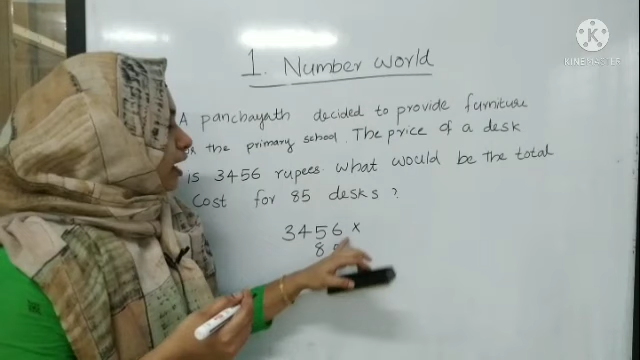 KINEMASTER
1. Number world
A panchayath decided to provide furniture
the primary school. The price of a desk
is 3456 rupees. what would be the total
cost for 85 desks ?
3456 x
8